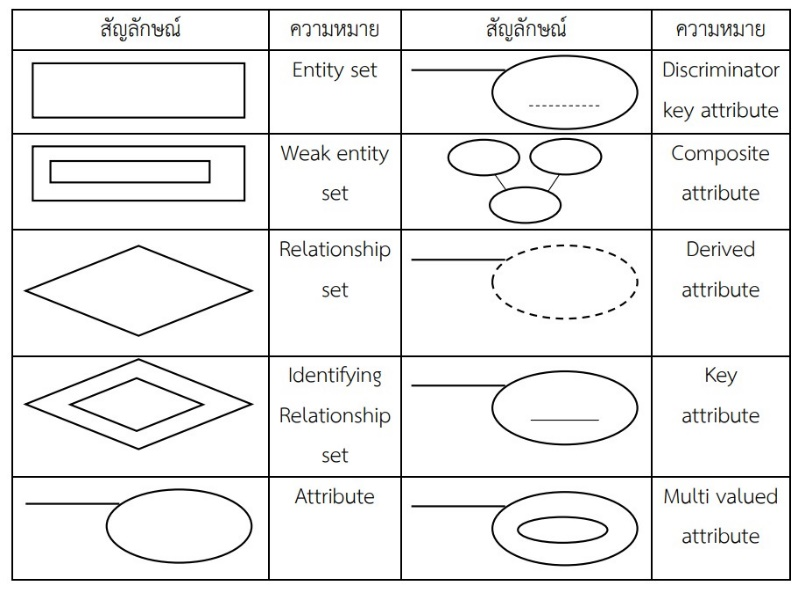 สัญลักษณ์ ความหมาย สัญลักษณ์ ความหมาย
Entity set
Discriminator
key attribute
Weak entity
set
Composite
attribute
Relationship
set
Derived
attribute
Identifying
Relationship
set
Key
attribute
Attribute
Multi valued
attribute